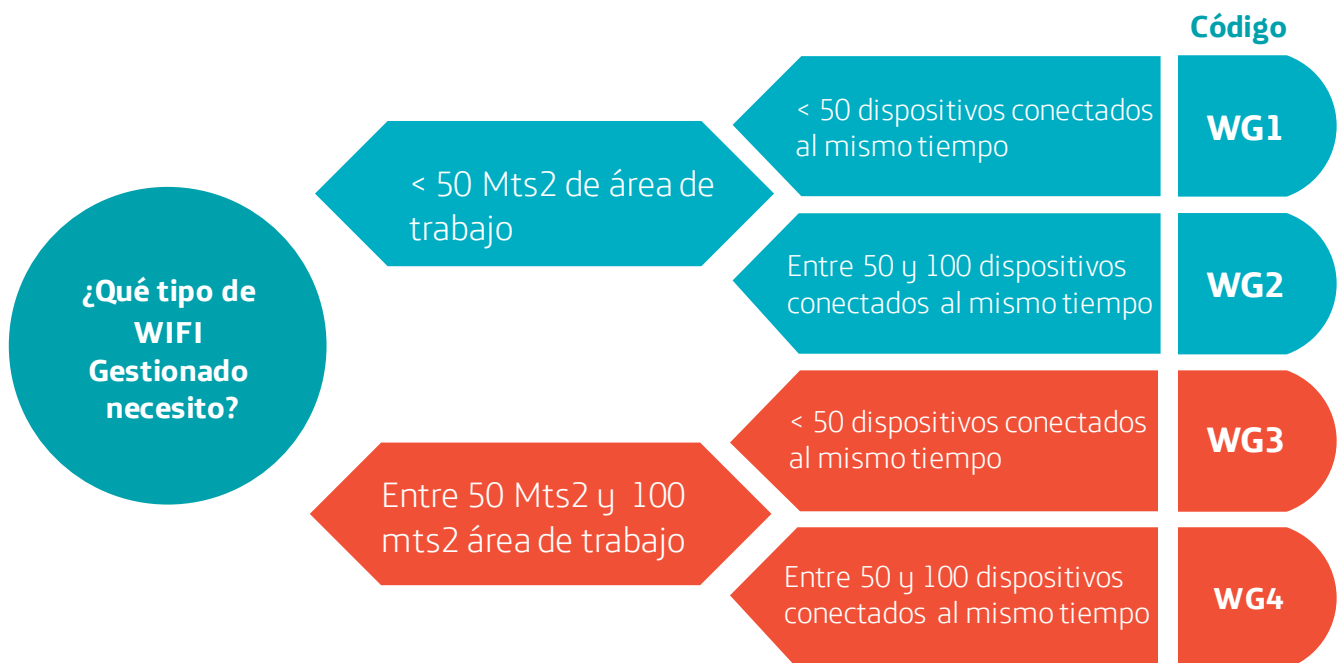 Código
¿Qué tipo de
WIFI
Gestionado
necesito?
< 50 Mts2 de área de
trabajo
< 50 dispositivos conectados
al mismo tiempo
WG1
Entre 50 y 100 dispositivos
conectados al mismo tiempo
WG2
Entre 50 Mts2 y 100
mts2 área de trabajo
< 50 dispositivos conectados
al mismo tiempo
WG3
Entre 50 y 100 dispositivos
conectados al mismo tiempo
WG4